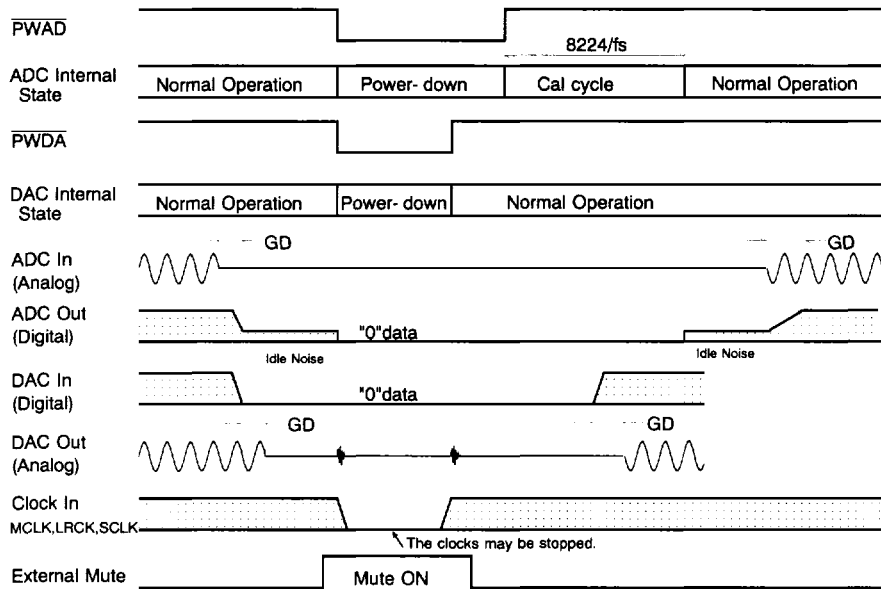 PWAD
8224/fs
ADC Internal
State
Normal Operation
Power- down
Cal cycle
Normal Operation
PWDA
DAC Internal
State
Normal Operation
Power- down
Normal Operation
GD
GD
ADC In
(Analog)
ADC Out
(Digital)
"0"data
Idle Noise
Idle Noise
DAC In
(Digital)
"0"data
GD
GD
DAC Out
(Analog)
Clock In
MCLK,LRCK,SCLK
The clocks may be stopped.
External Mute
Mute ON